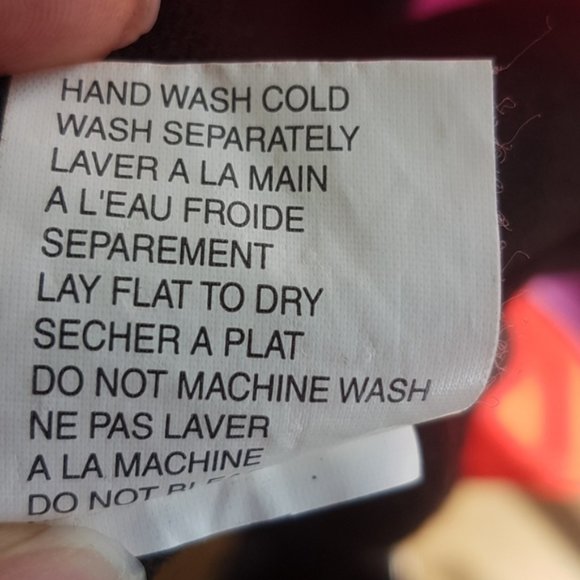 HAND WASH COLD
WASH SEPARATELY
LAVER A LA MAIN
A L'EAU FROIDE
SEPAREMENT
LAY FLAT TO DRY
SECHER A PLAT
DO NOT MACHINE WASH
NE PAS LAVER
A LA MACHINE
DO NOT